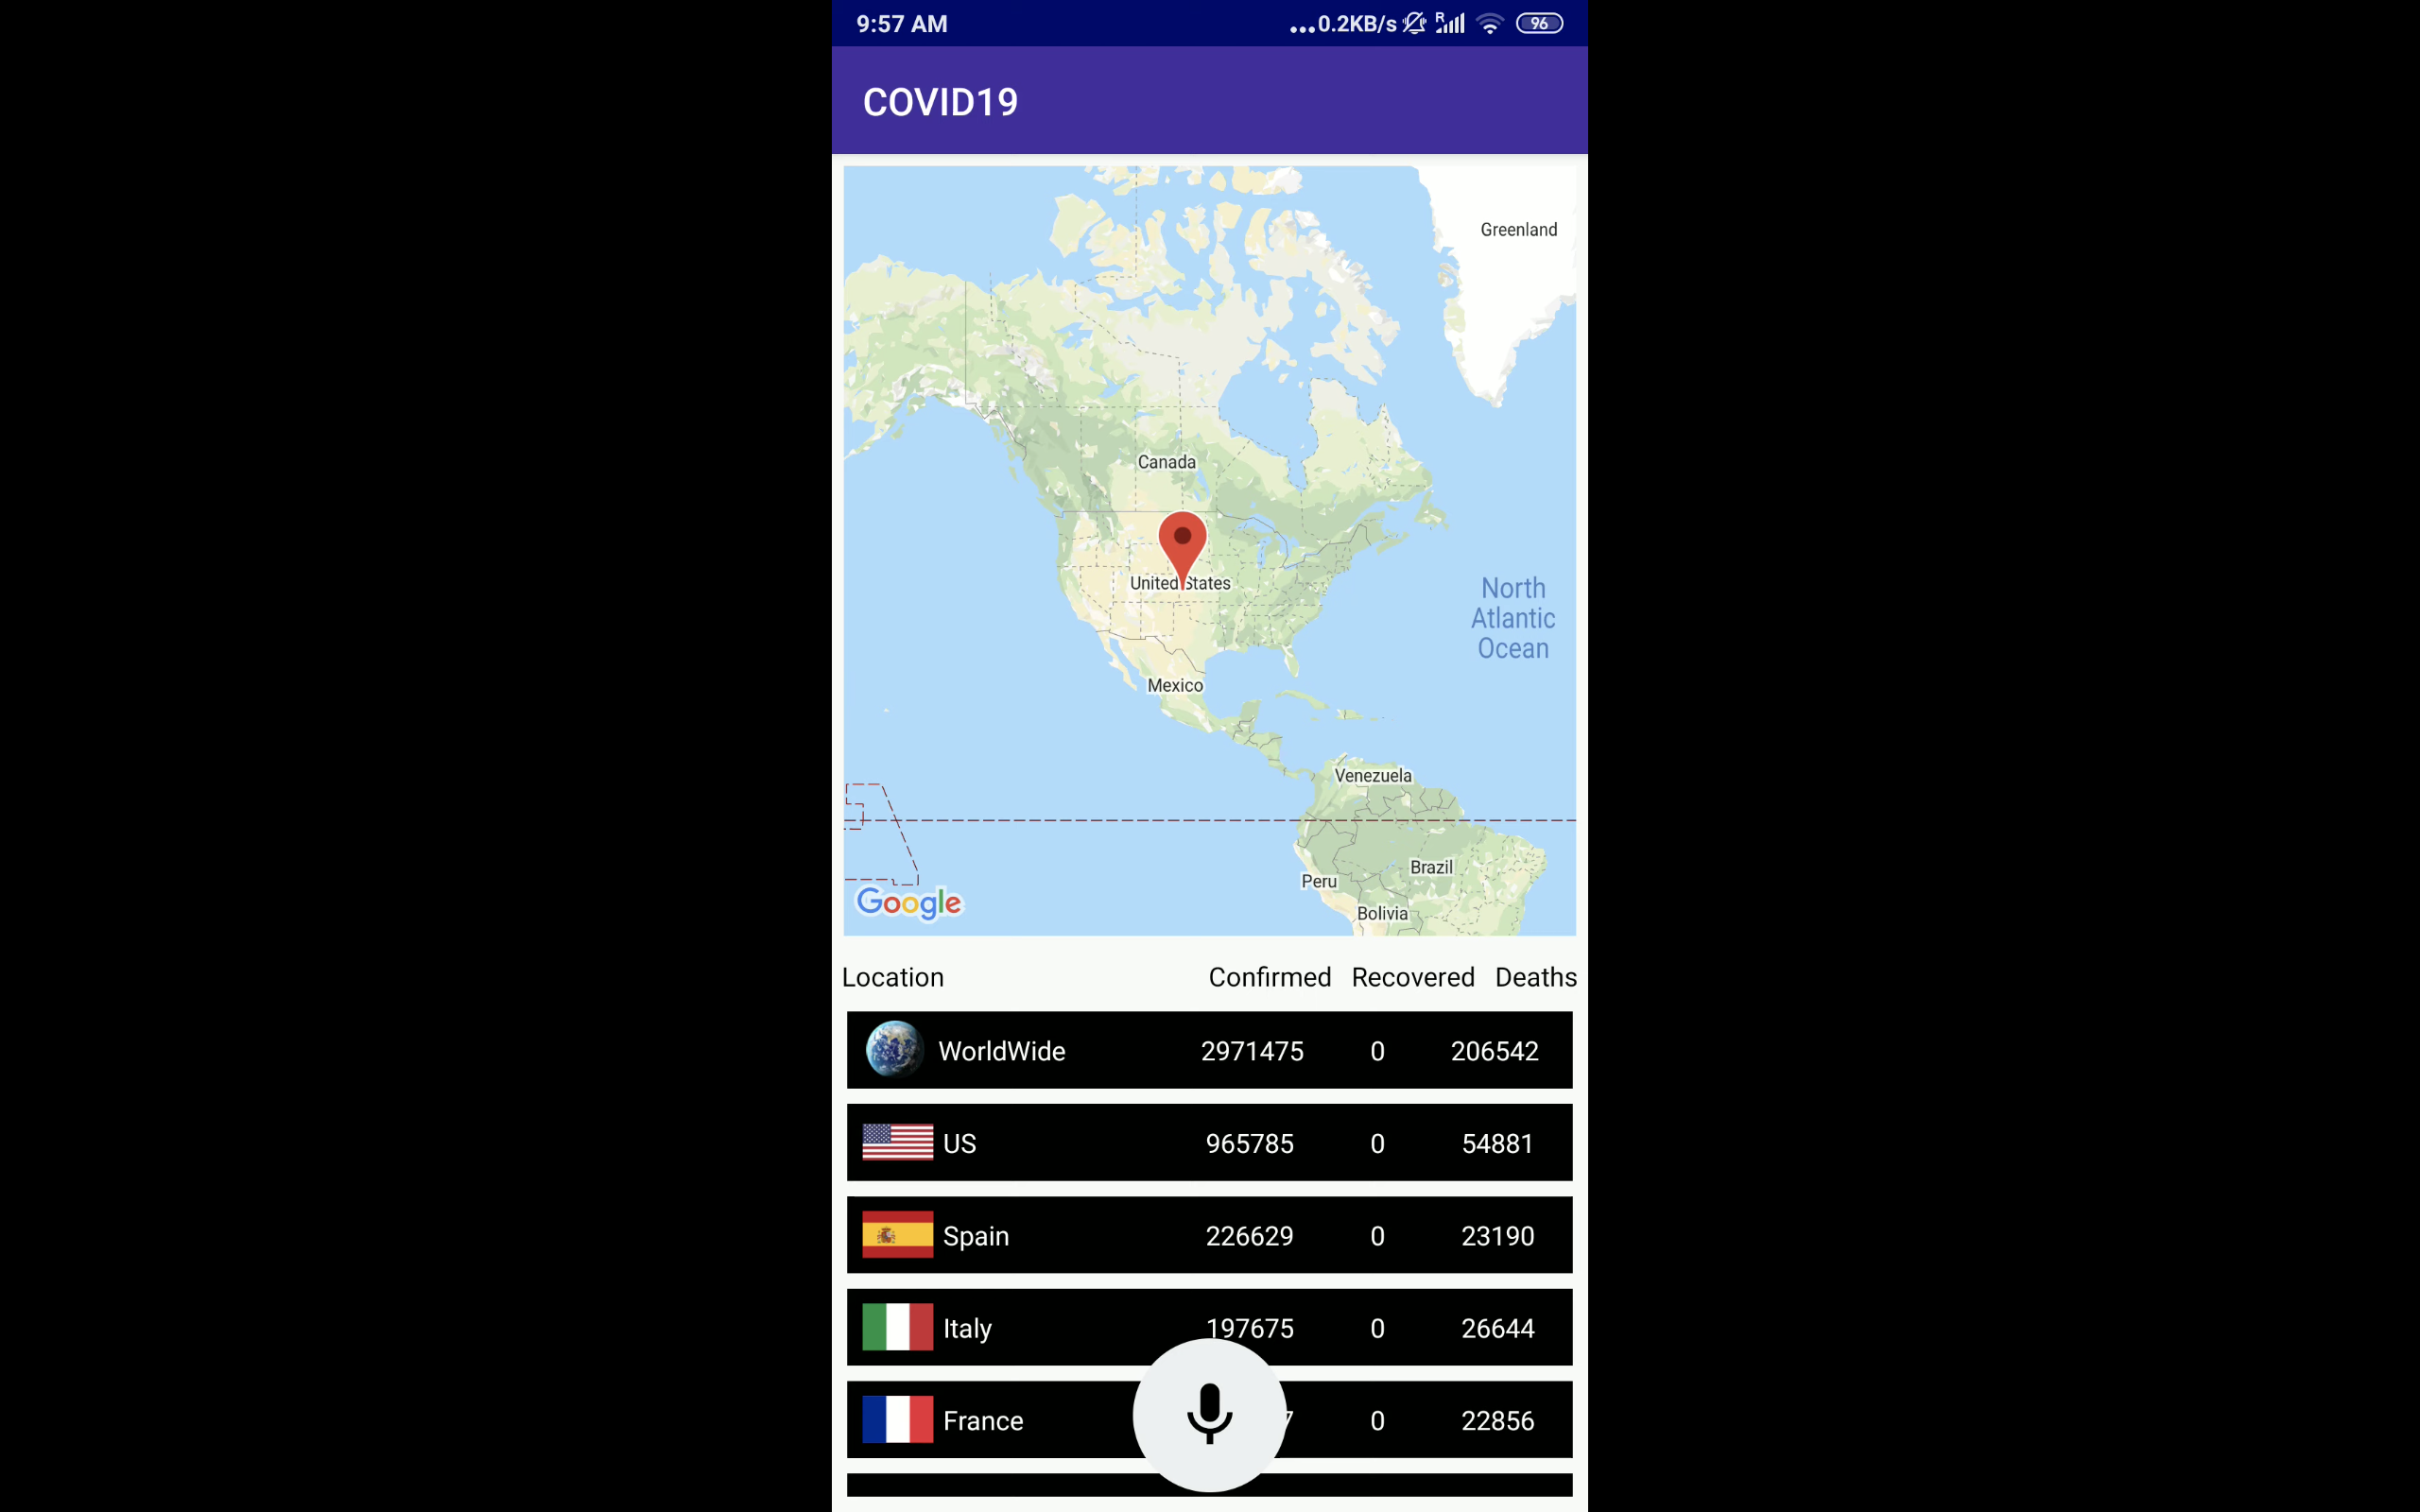 9:57 AM
...0.2KB/s R 96
COVID19
Greenland
Canada
United States
North
Atlantic
Ocean
Mexico
Venezuela
Brazil
Peru
Bolivia
Google
Location Confirmed Recovered Deaths
WorldWide 2971475 0 206542
US 965785 0 54881
Spain 226629 0 23190
Italy 197675 0 26644
France 0 22856